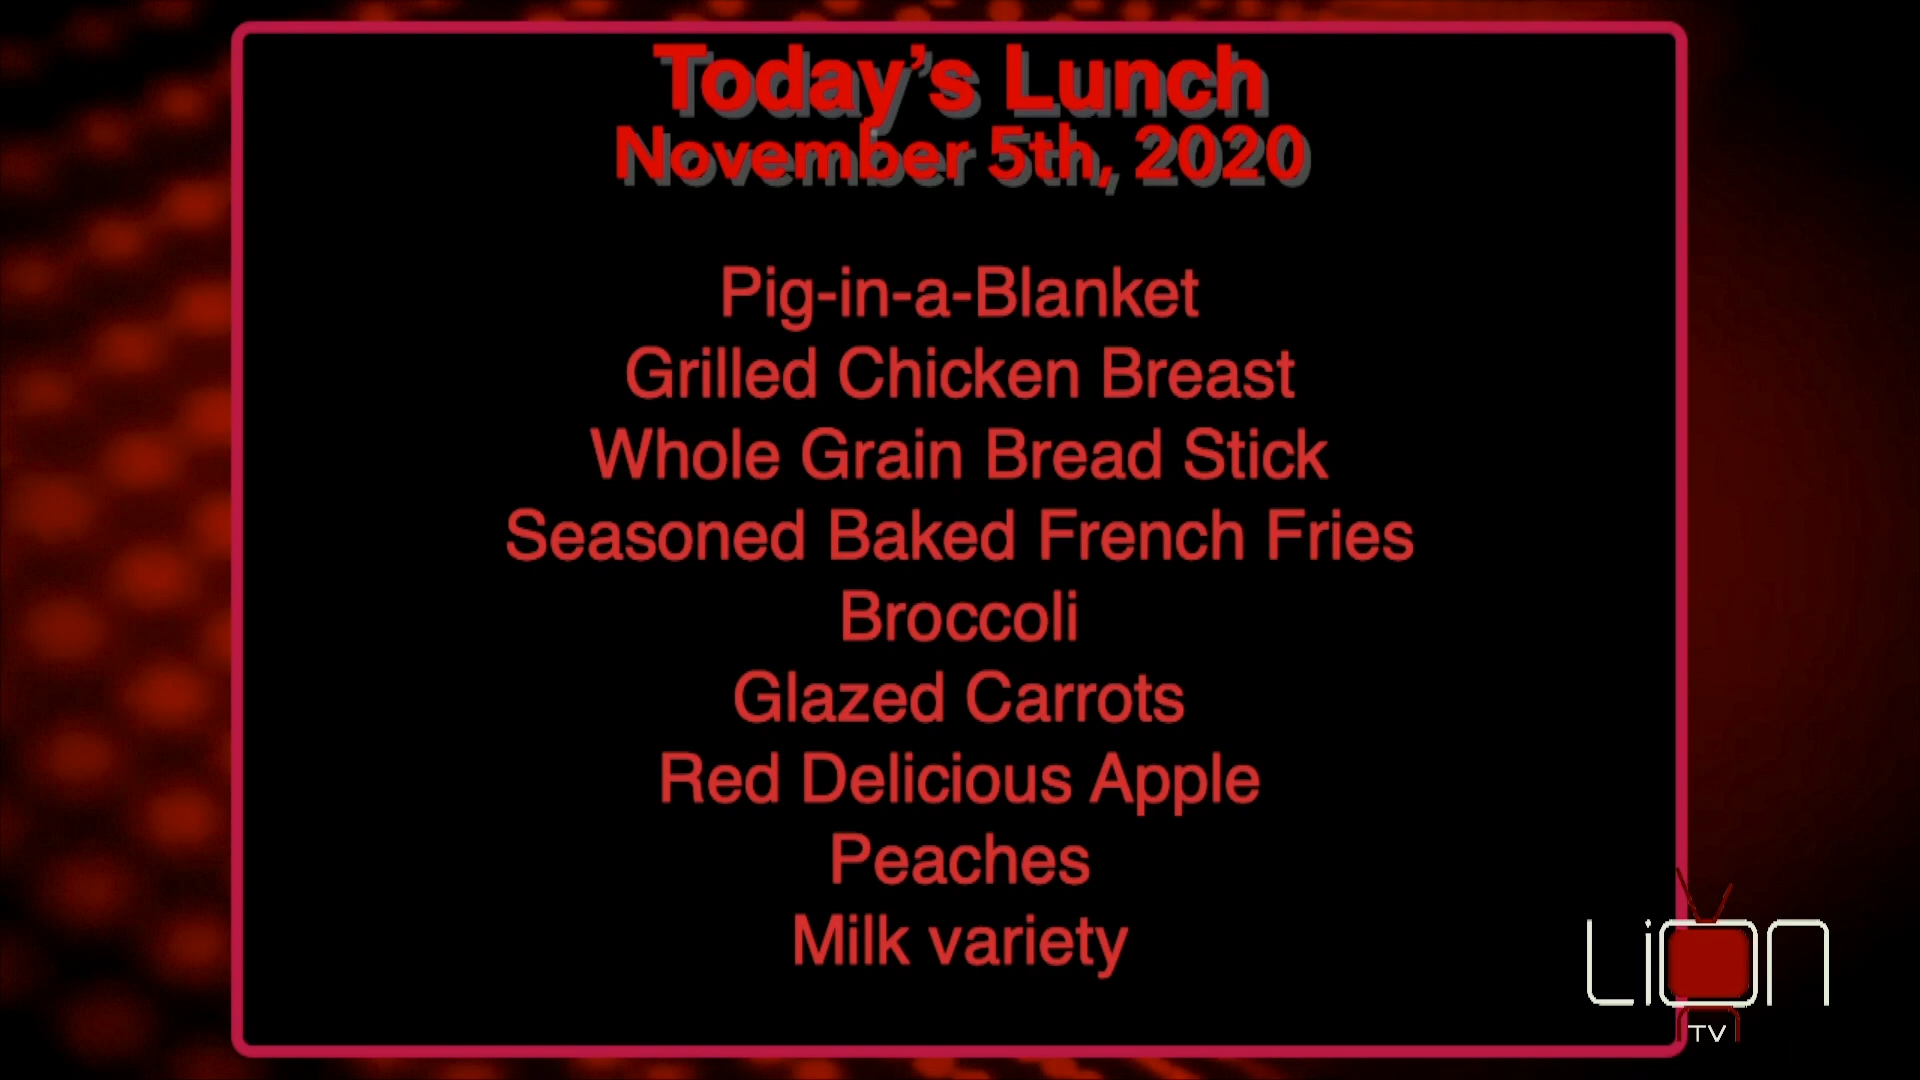 Today's Lunch
November 5th, 2020
Pig-in-a-Blanket
Grilled Chicken Breast
Whole Grain Bread Stick
Seasoned Baked French Fries
Broccoli
Glazed Carrots
Red Delicious Apple
Peaches
Milk variety
LiON
TV